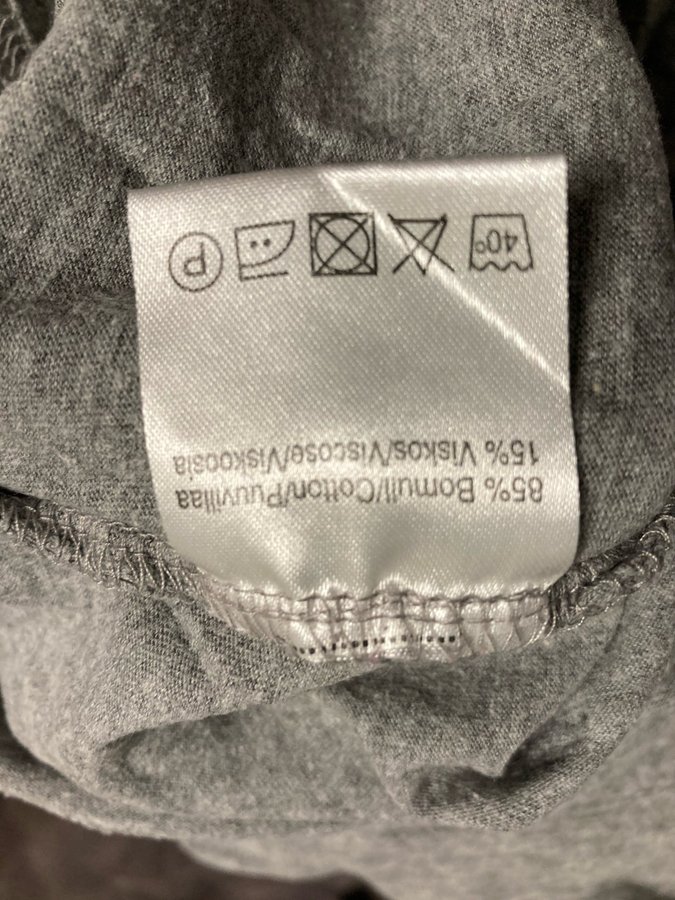 85% Bomull/Cotton/Puuvillaa
15% Viskos/Viscose/Viskoosia
40° P